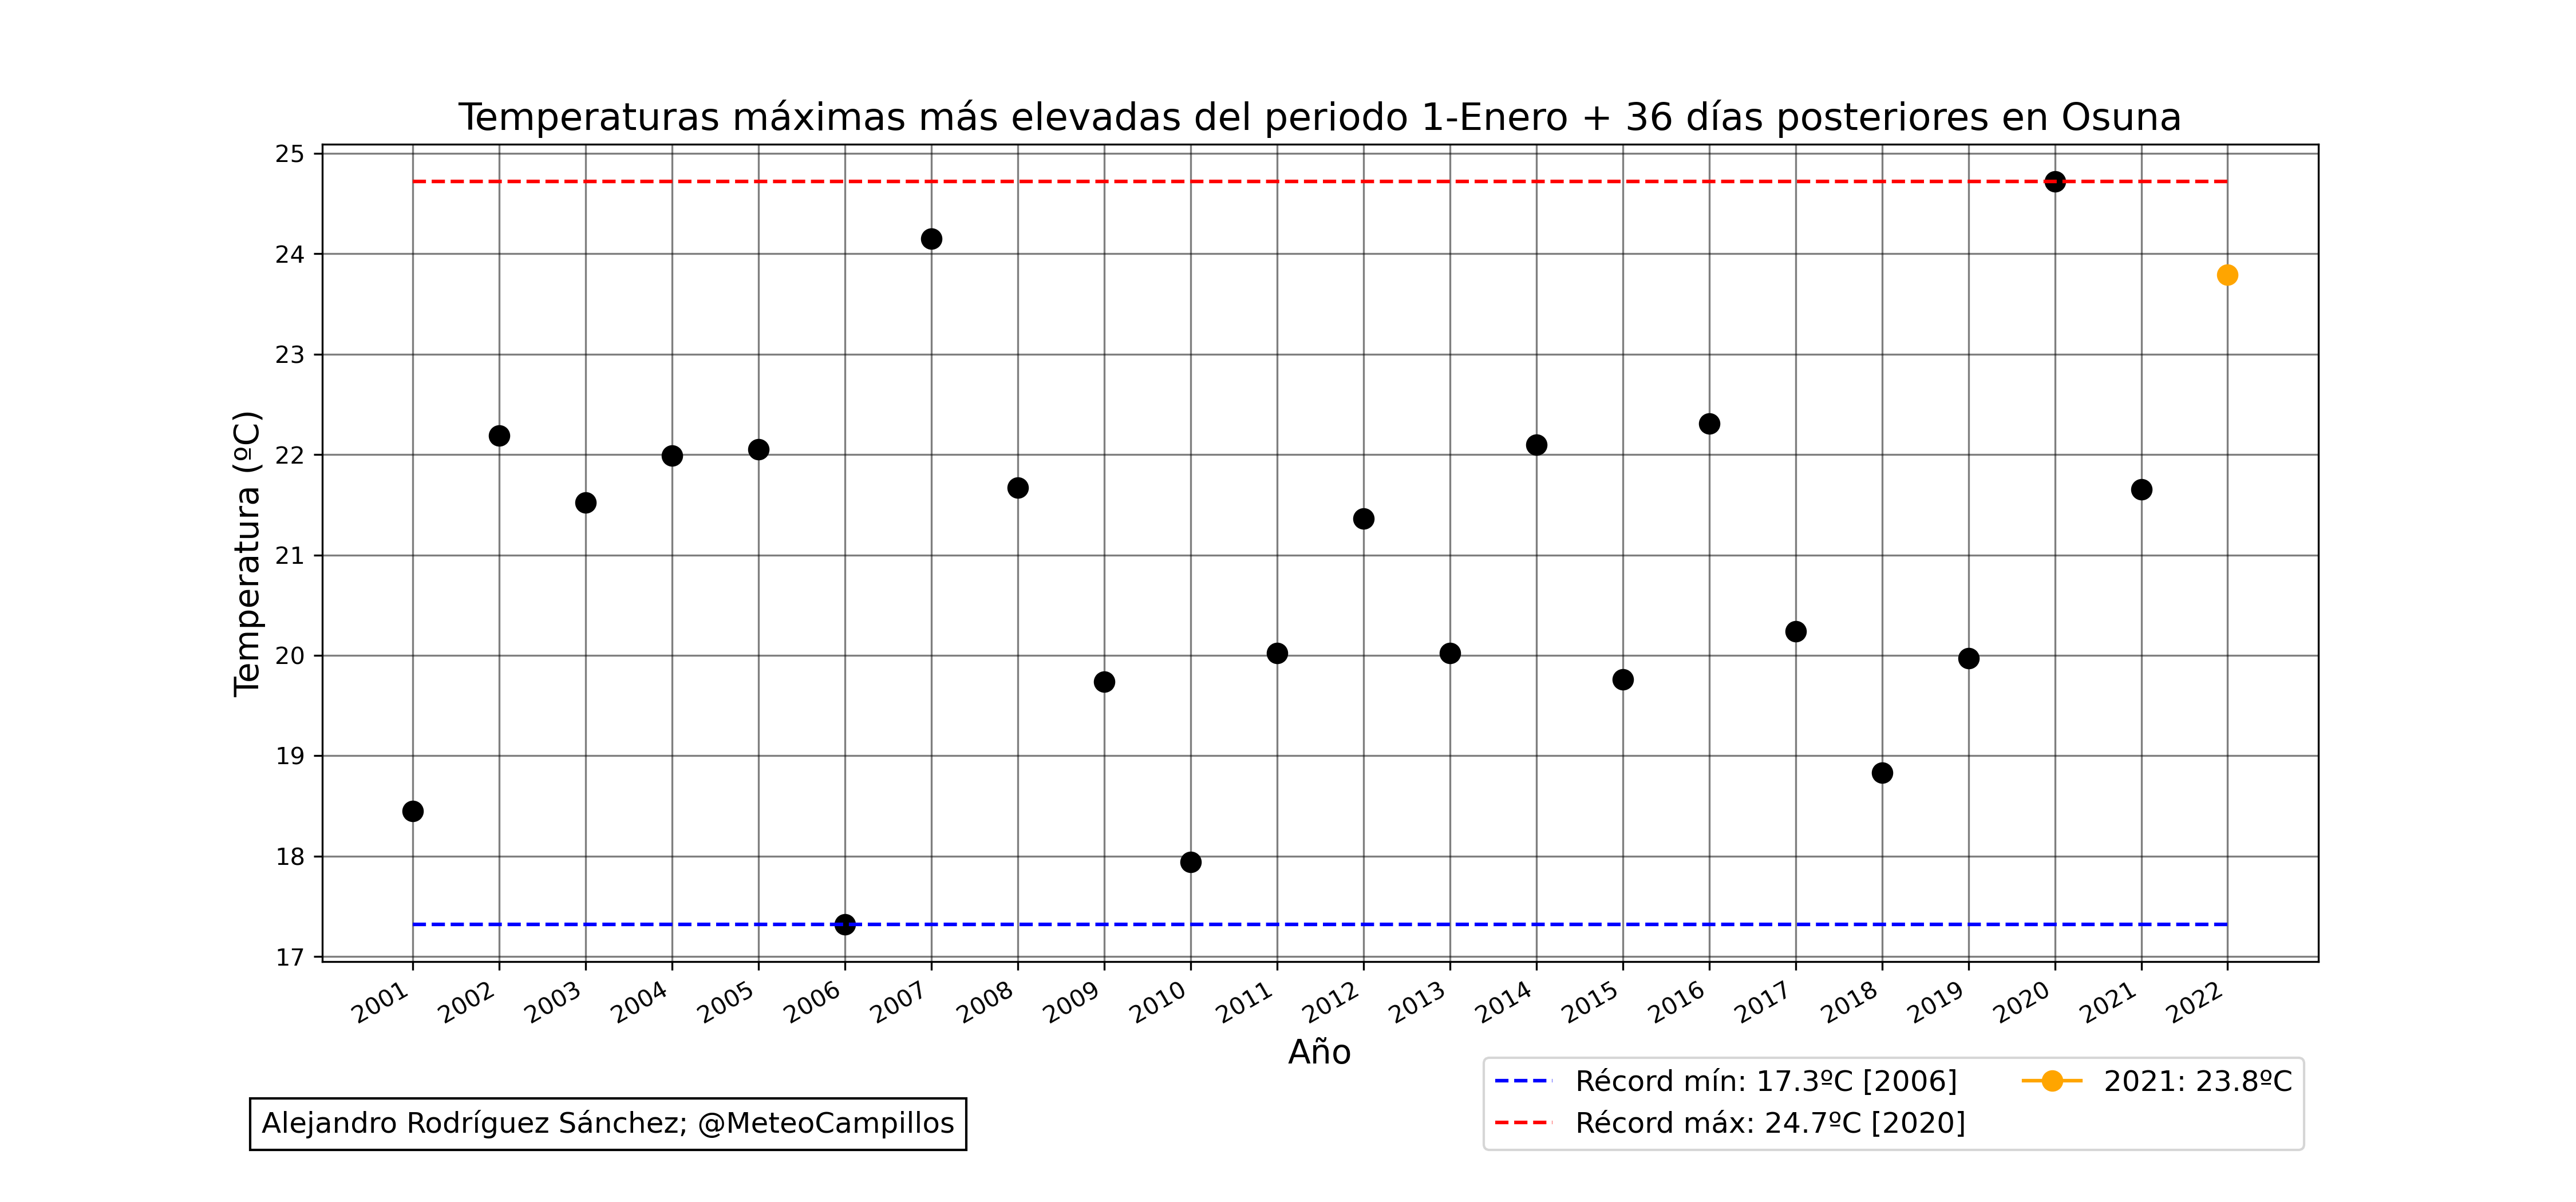 Temperaturas máximas más elevadas del periodo 1-Enero + 36 días posteriores en Osuna
Temperatura (ºC)
25
24
23
22
21
20
19
18
17
2001 2002 2003 2004 2005 2006 2007 2008 2009 2010 2011 2012 2013 2014 2015 2016 2017 2018 2019 2020 2021 2022
Año
Récord mín: 17.3ºC [2006]
Récord máx: 24.7ºC [2020]
2021: 23.8ºC
Alejandro Rodríguez Sánchez; @MeteoCampillos